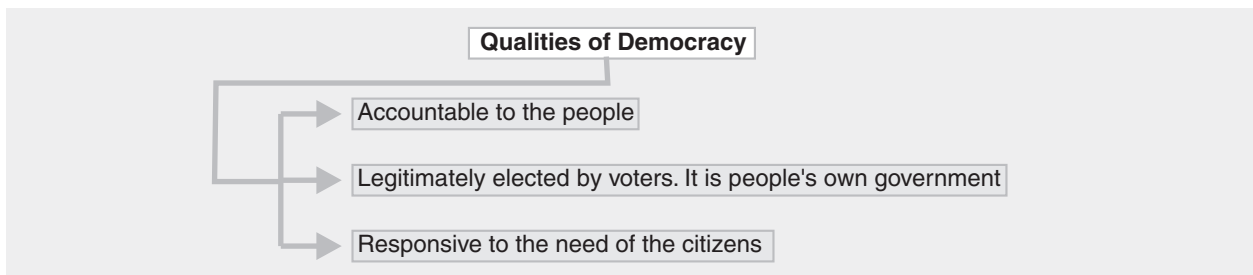 Qualities of Democracy
Accountable to the people
Legitimately elected by voters. It is people's own government
Responsive to the need of the citizens